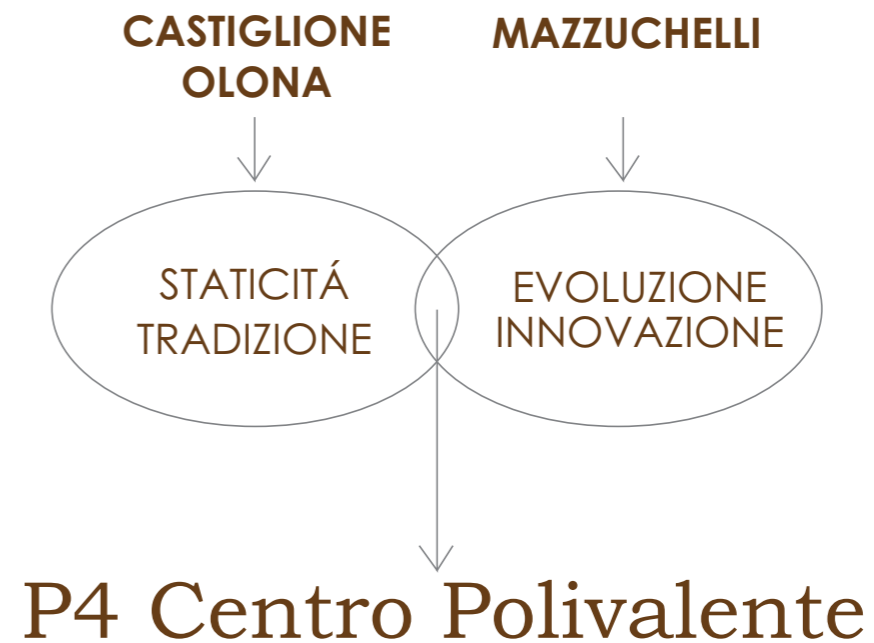 CASTIGLIONE
OLONA
MAZZUCHELLI
STATICITÁ
TRADIZIONE
EVOLUZIONE
INNOVAZIONE
P4 Centro Polivalente